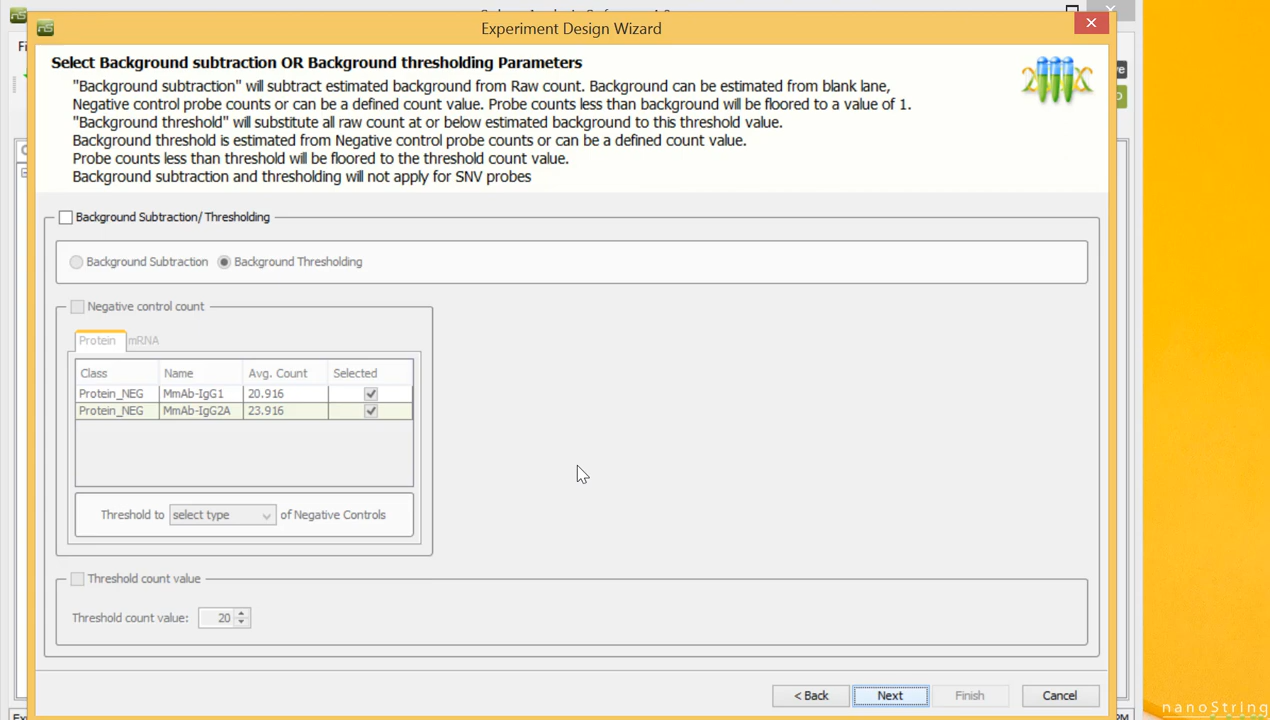 Experiment Design Wizard
Select Background subtraction OR Background thresholding Parameters
"Background subtraction" will subtract estimated background from Raw count. Background can be estimated from blank lane,
Negative control probe counts or can be a defined count value. Probe counts less than background will be floored to a value of 1.
"Background threshold" will substitute all raw count at or below estimated background to this threshold value.
Background threshold is estimated from Negative control probe counts or can be a defined count value.
Probe counts less than threshold will be floored to the threshold count value.
Background subtraction and thresholding will not apply for SNV probes
Background Subtraction/ Thresholding
Background Subtraction Background Thresholding
Negative control count
Protein mRNA
Class Name Avg. Count Selected
Protein_NEG MmAb-IgG1 20.916
Protein_NEG MmAb-IgG2A 23.916
Threshold to select type of Negative Controls
Threshold count value
Threshold count value: 20
< Back Next Finish Cancel
nanoString